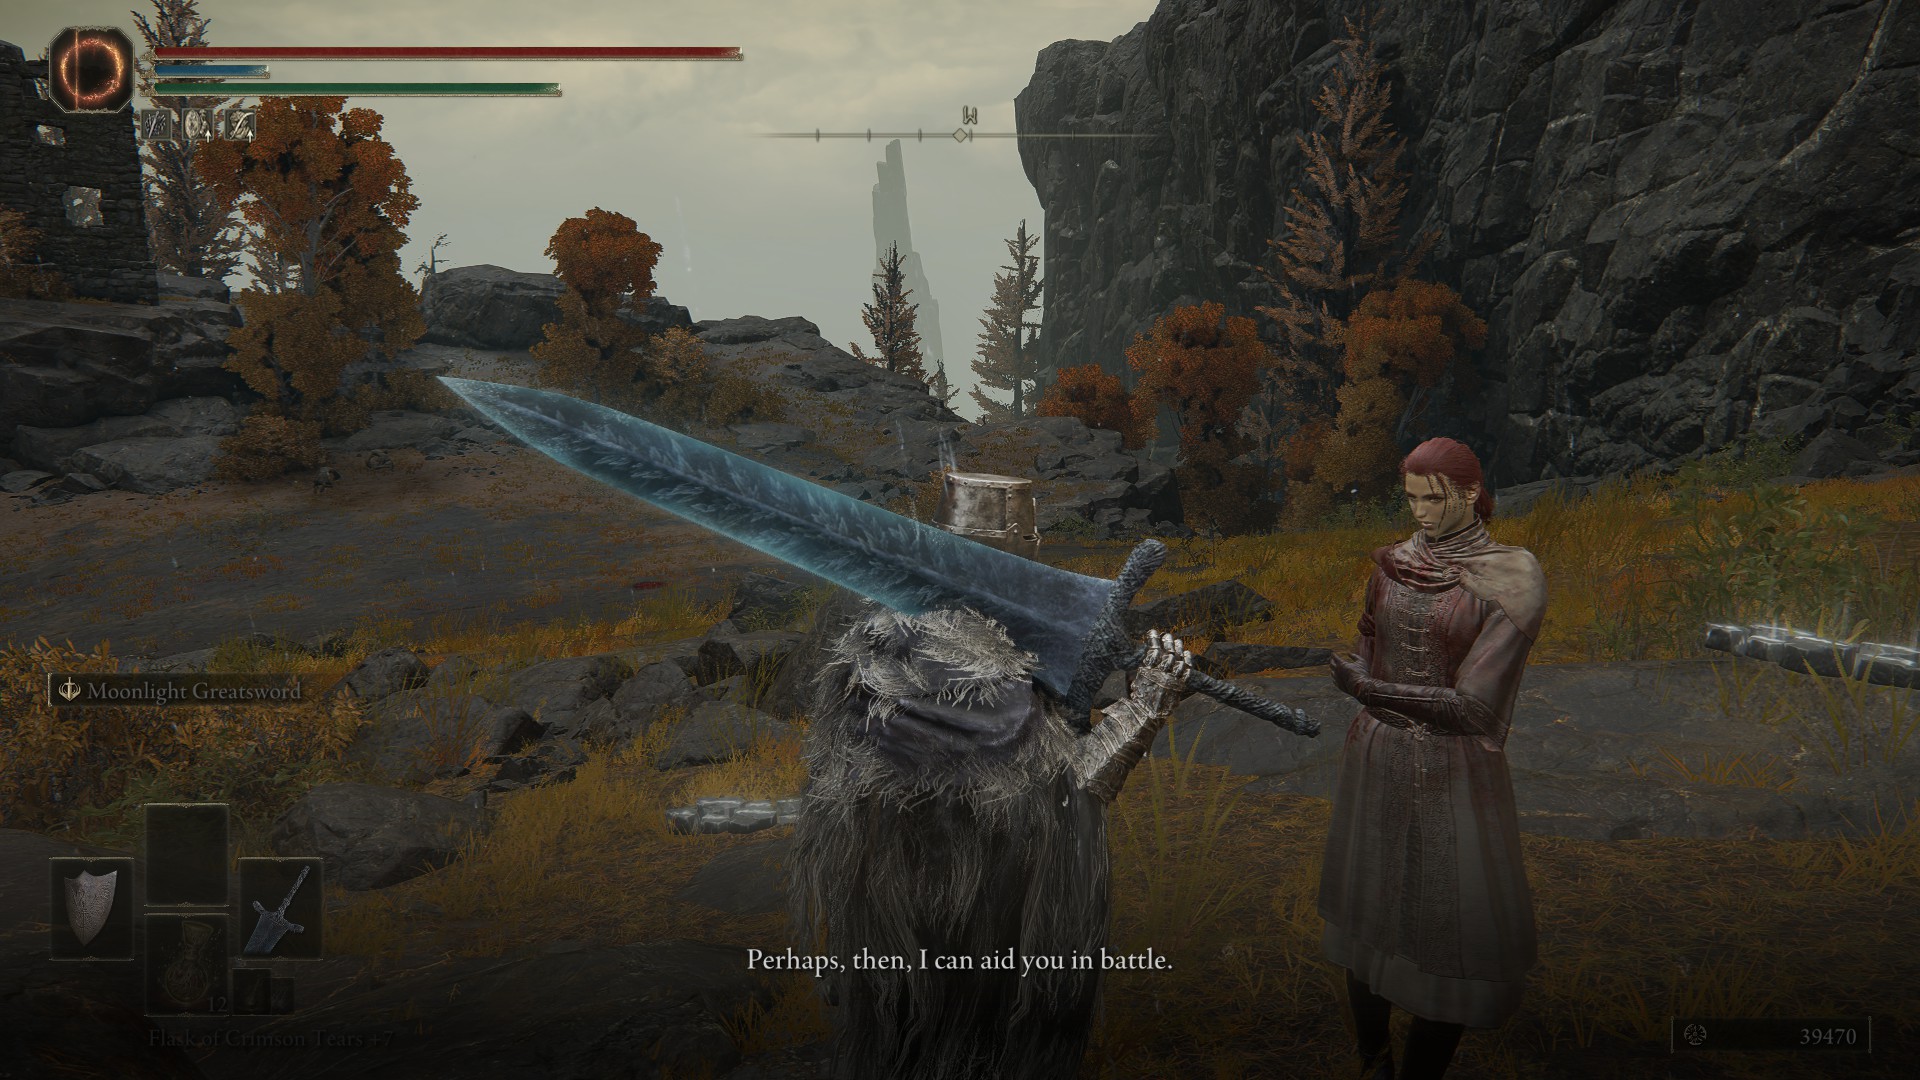 W
Moonlight Greatsword
Perhaps, then, I can aid you in battle.
12
Flask of Crimson Tears +7
39470